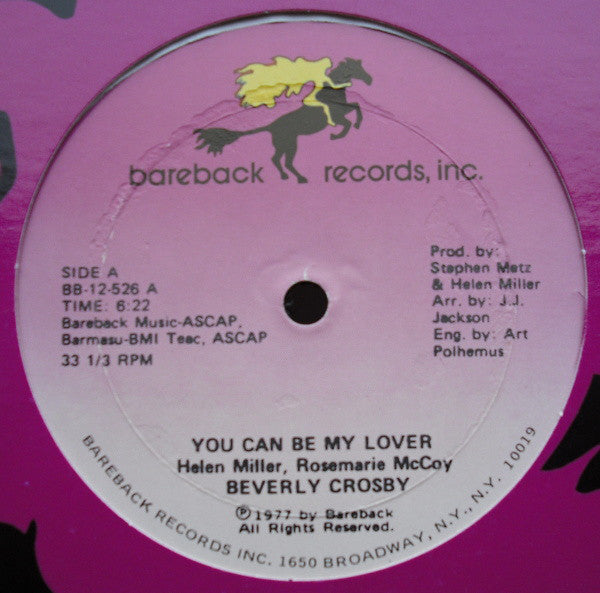 bareback records, inc.
SIDE A
BB-12-526 A
TIME: 6:22
Bareback Music-ASCAP,
Barmasu-BMI Teac, ASCAP
33 1/3 RPM
Prod. by:
Stephen Metz
& Helen Miller
Arr. by: J.J.
Jackson
Eng. by: Art
Polhemus
YOU CAN BE MY LOVER
Helen Miller, Rosemarie McCoy
BEVERLY CROSBY
℗1977 by Bareback
All Rights Reserved.
BAREBACK RECORDS INC. 1650 BROADWAY, N.Y., N.Y. 10019